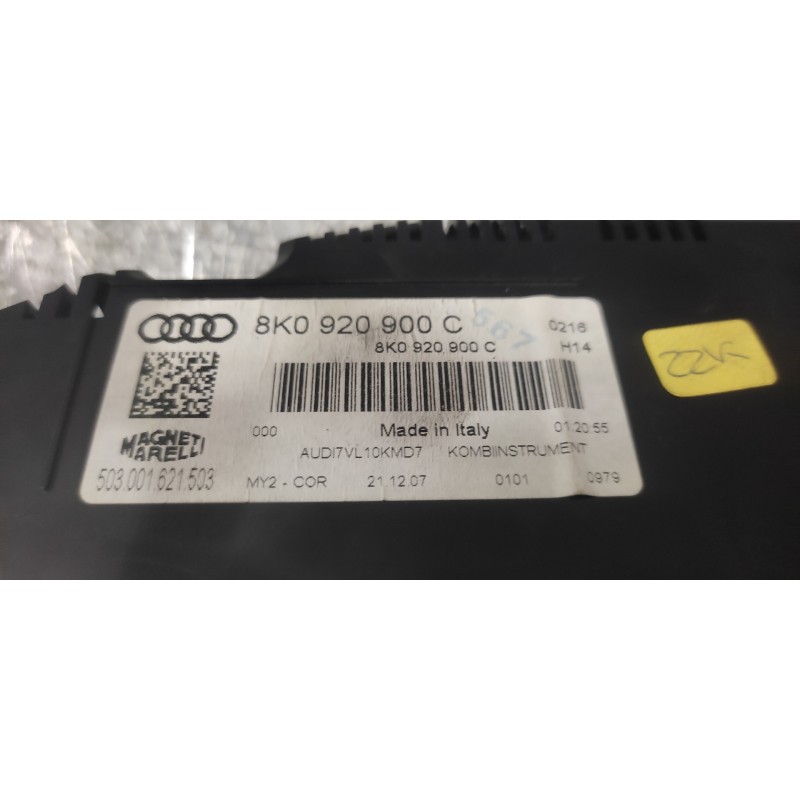 8K0 920 900 C
567
0216
8K0 920 900 C
H14
000
Made in Italy
01:20:55
MAGNETI
MARELLI
AUDI7VL10KMD7 KOMBIINSTRUMENT
503.001.621.503
MY2 - COR
21.12.07
0101
0979